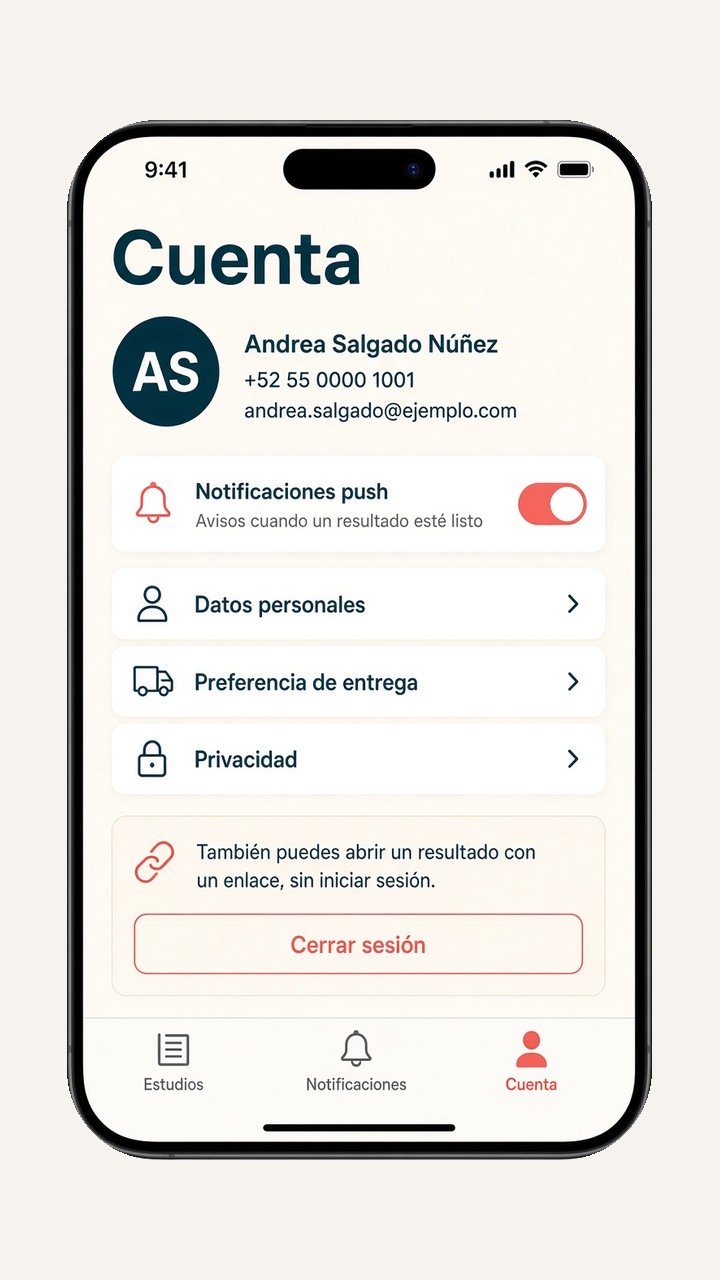 9:41
Cuenta
AS
Andrea Salgado Núñez
+52 55 0000 1001
andrea.salgado@ejemplo.com
Notificaciones push
Avisos cuando un resultado esté listo
Datos personales
Preferencia de entrega
Privacidad
También puedes abrir un resultado con
un enlace, sin iniciar sesión.
Cerrar sesión
Estudios
Notificaciones
Cuenta